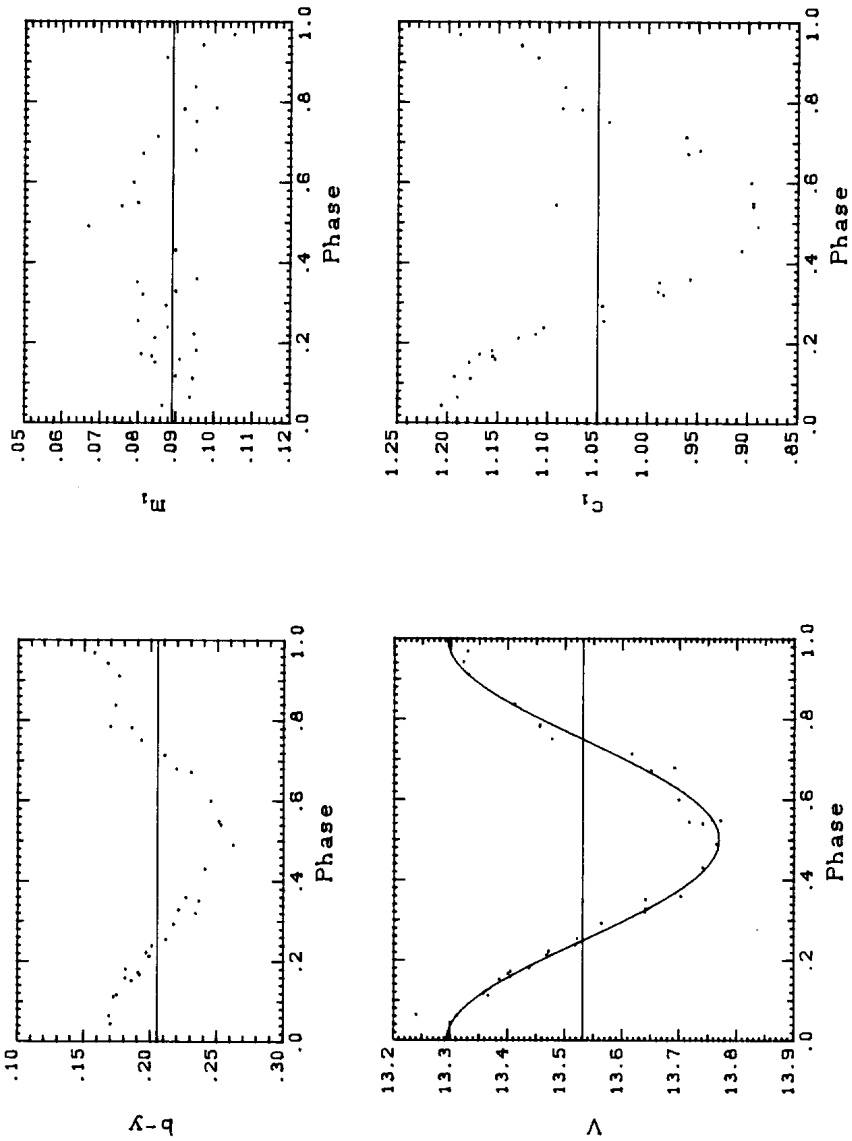 b-y
.10
.15
.20
.25
.30
.0 .2 .4 .6 .8 1.0
Phase
m₁
.05
.06
.07
.08
.09
.10
.11
.12
.0 .2 .4 .6 .8 1.0
Phase
V
13.2
13.3
13.4
13.5
13.6
13.7
13.8
13.9
.0 .2 .4 .6 .8 1.0
Phase
C₁
1.25
1.20
1.15
1.10
1.05
1.00
.95
.90
.85
.0 .2 .4 .6 .8 1.0
Phase